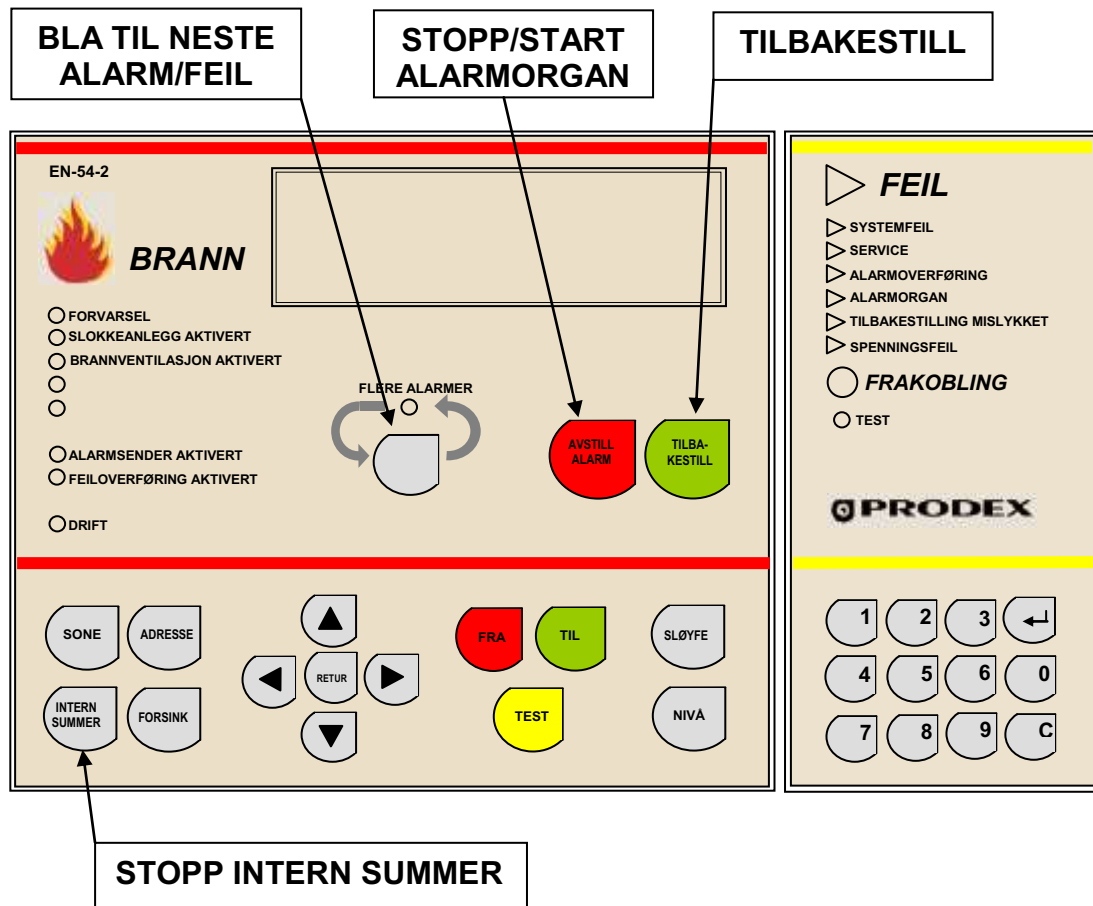 BLA TIL NESTE
ALARM/FEIL
STOPP/START
ALARMORGAN
TILBAKESTILL
EN-54-2
BRANN
FORVARSEL
SLOKKEANLEGG AKTIVERT
BRANNVENTILASJON AKTIVERT
ALARMSENDER AKTIVERT
FEILOVERFØRING AKTIVERT
DRIFT
FLERE ALARMER
AVSTILL
ALARM
TILBA-
KESTILL
FEIL
SYSTEMFEIL
SERVICE
ALARMOVERFØRING
ALARMORGAN
TILBAKESTILLING MISLYKKET
SPENNINGSFEIL
FRAKOBLING
TEST
PRODEX
SONE
ADRESSE
INTERN
SUMMER
FORSINK
RETUR
FRA
TIL
TEST
SLØYFE
NIVÅ
1 2 3
4 5 6 0
7 8 9 C
STOPP INTERN SUMMER